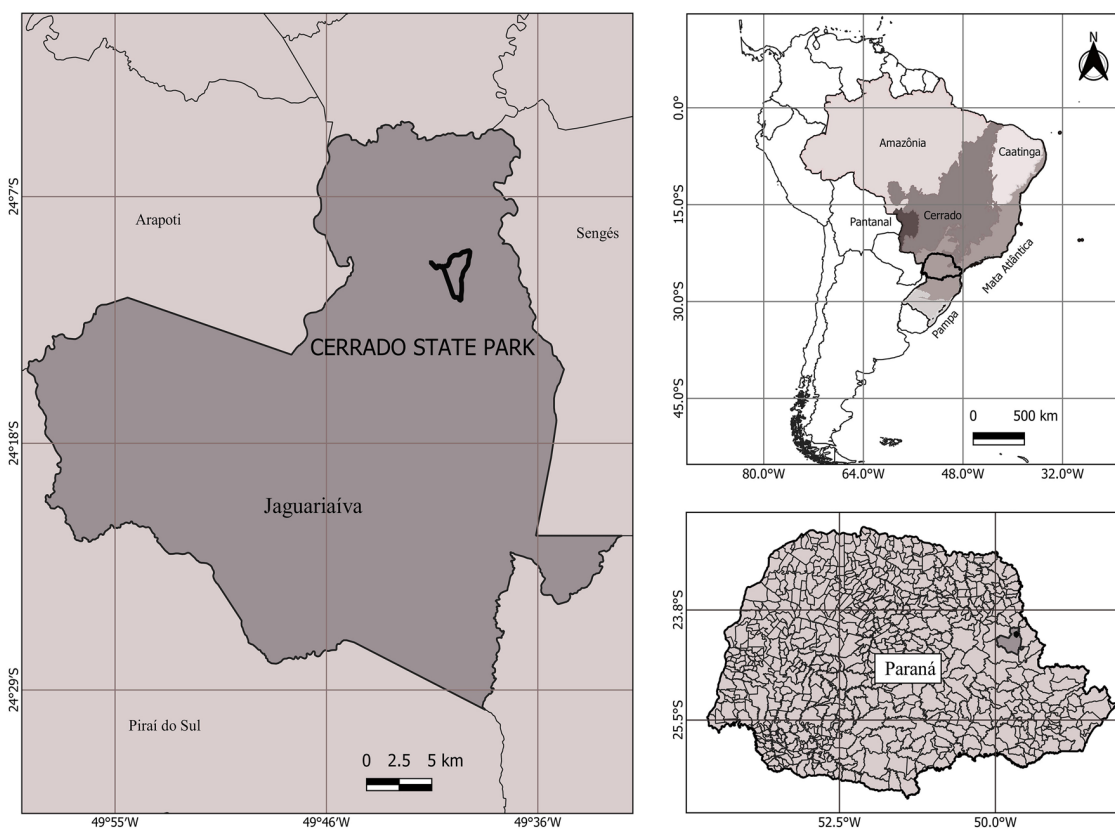 24°7'S
24°18'S
24°29'S
Arapoti
Sengés
CERRADO STATE PARK
Jaguariaíva
Piraí do Sul
0 2.5 5 km
49°55'W 49°46'W 49°36'W
N
0.0°
15.0°S
30.0°S
45.0°S
Amazônia
Caatinga
Pantanal
Cerrado
Mata Atlântica
Pampa
0 500 km
80.0°W 64.0°W 48.0°W 32.0°W
23.8°S
25.5°S
Paraná
52.5°W 50.0°W